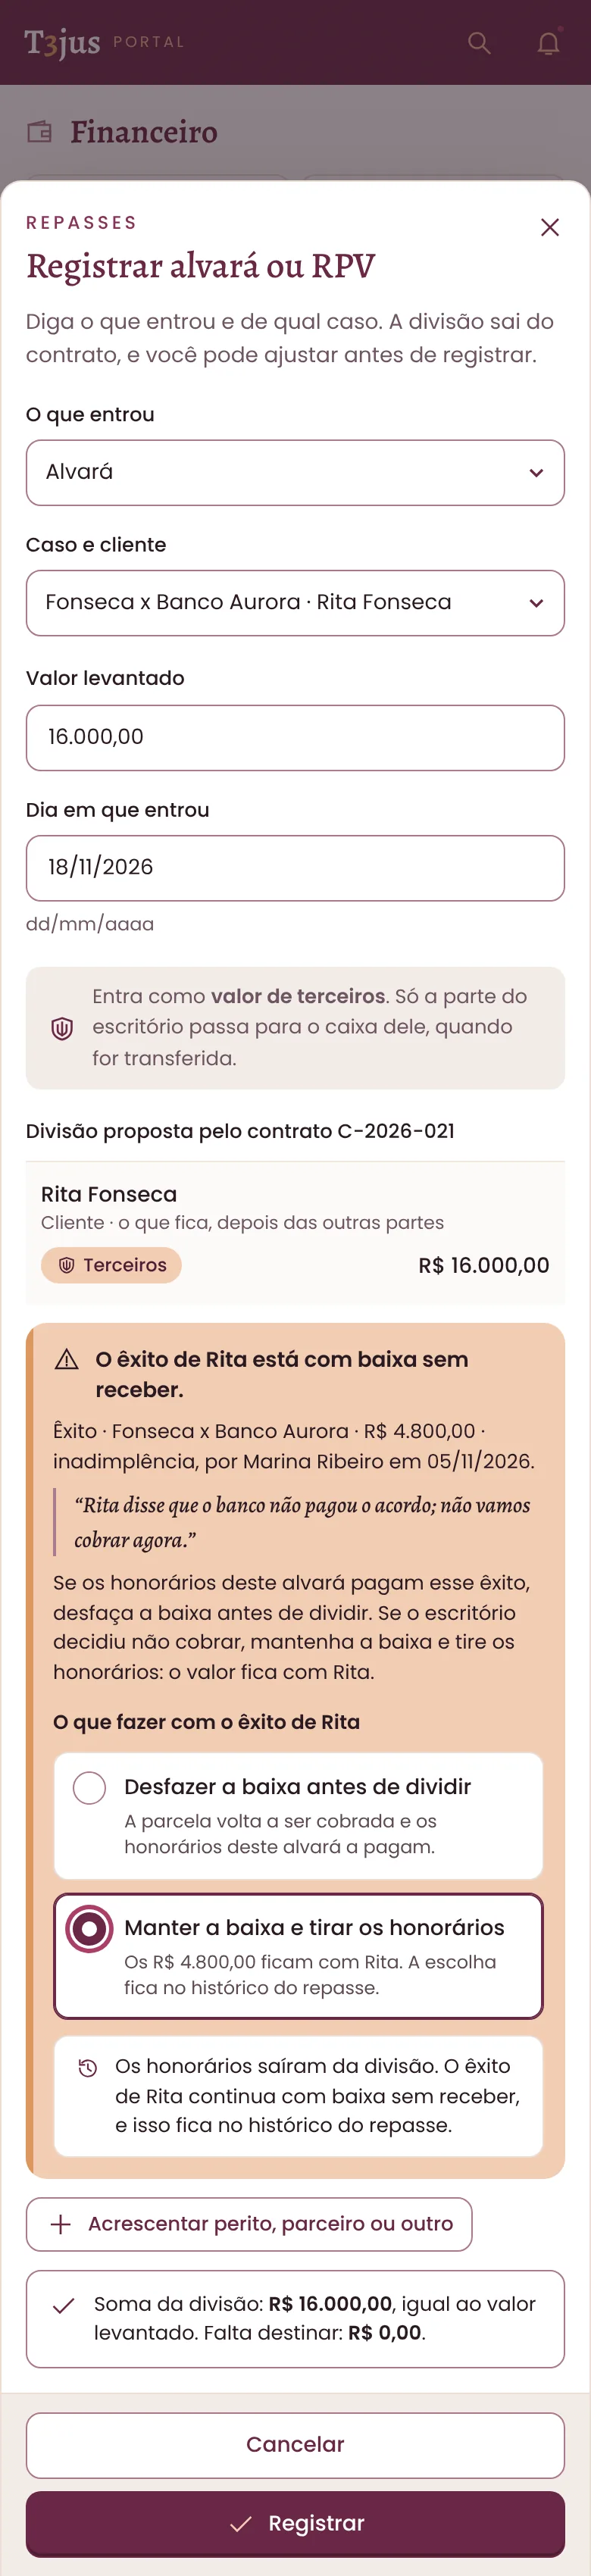 T3jus PORTAL
Financeiro
REPASSES
Registrar alvará ou RPV
Diga o que entrou e de qual caso. A divisão sai do
contrato, e você pode ajustar antes de registrar.
O que entrou
Alvará
Caso e cliente
Fonseca x Banco Aurora · Rita Fonseca
Valor levantado
16.000,00
Dia em que entrou
18/11/2026
dd/mm/aaaa
Entra como valor de terceiros. Só a parte do
escritório passa para o caixa dele, quando
for transferida.
Divisão proposta pelo contrato C-2026-021
Rita Fonseca
Cliente · o que fica, depois das outras partes
Terceiros
R$ 16.000,00
O êxito de Rita está com baixa sem
receber.
Êxito · Fonseca x Banco Aurora · R$ 4.800,00 ·
inadimplência, por Marina Ribeiro em 05/11/2026.
“Rita disse que o banco não pagou o acordo; não vamos
cobrar agora.”
Se os honorários deste alvará pagam esse êxito,
desfaça a baixa antes de dividir. Se o escritório
decidiu não cobrar, mantenha a baixa e tire os
honorários: o valor fica com Rita.
O que fazer com o êxito de Rita
Desfazer a baixa antes de dividir
A parcela volta a ser cobrada e os
honorários deste alvará a pagam.
Manter a baixa e tirar os honorários
Os R$ 4.800,00 ficam com Rita. A escolha
fica no histórico do repasse.
Os honorários saíram da divisão. O êxito
de Rita continua com baixa sem receber,
e isso fica no histórico do repasse.
Acrescentar perito, parceiro ou outro
Soma da divisão: R$ 16.000,00, igual ao valor
levantado. Falta destinar: R$ 0,00.
Cancelar
Registrar